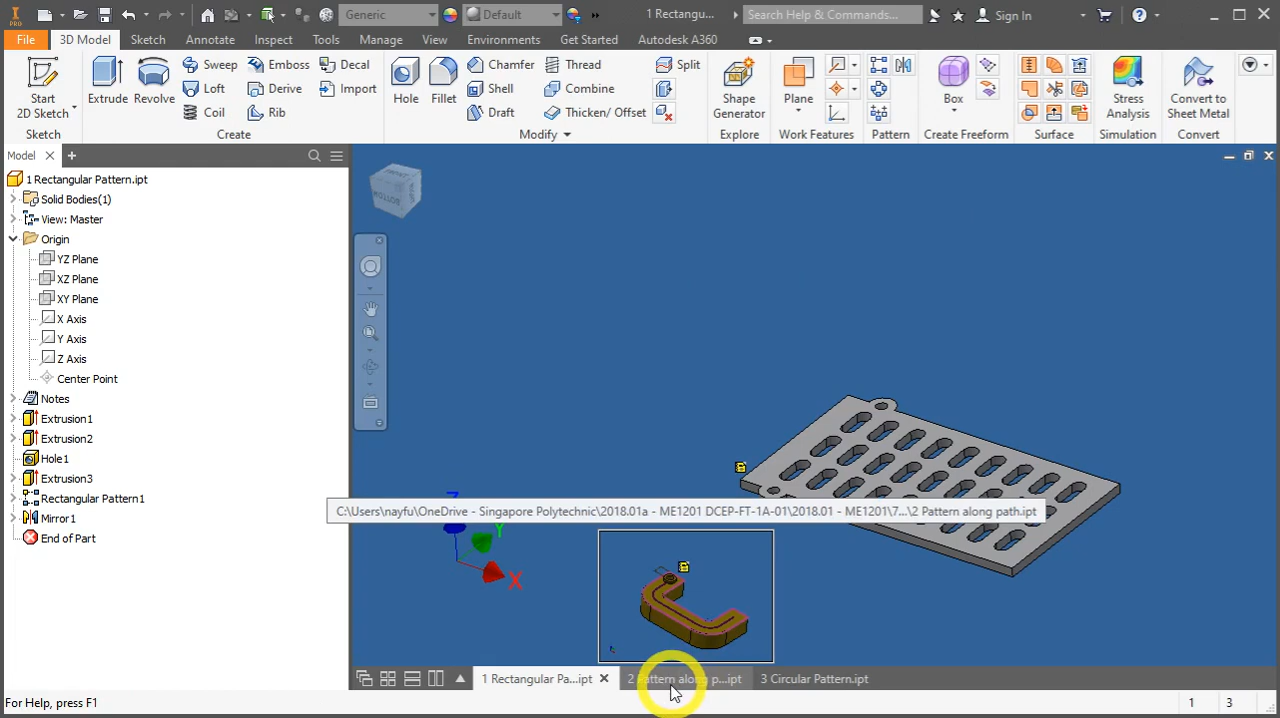 PRO
Generic
Default
1 Rectangu...
Search Help & Commands...
Sign In
File
3D Model
Sketch
Annotate
Inspect
Tools
Manage
View
Environments
Get Started
Autodesk A360
Start
2D Sketch
Extrude
Revolve
Sweep
Emboss
Decal
Loft
Derive
Import
Coil
Rib
Hole
Fillet
Chamfer
Thread
Split
Shell
Combine
Draft
Thicken/ Offset
Shape
Generator
Plane
Box
Stress
Analysis
Convert to
Sheet Metal
Sketch
Create
Modify
Explore
Work Features
Pattern
Create Freeform
Surface
Simulation
Convert
Model
1 Rectangular Pattern.ipt
Solid Bodies(1)
View: Master
Origin
YZ Plane
XZ Plane
XY Plane
X Axis
Y Axis
Z Axis
Center Point
Notes
Extrusion1
Extrusion2
Hole1
Extrusion3
Rectangular Pattern1
Mirror1
End of Part
BOTTOM
C:\Users\nayfu\OneDrive - Singapore Polytechnic\2018.01a - ME1201 DCEP-FT-1A-01\2018.01 - ME1201\7...\2 Pattern along path.ipt
Z
Y
X
1 Rectangular Pa...ipt
2 Pattern along p...ipt
3 Circular Pattern.ipt
For Help, press F1
1
3